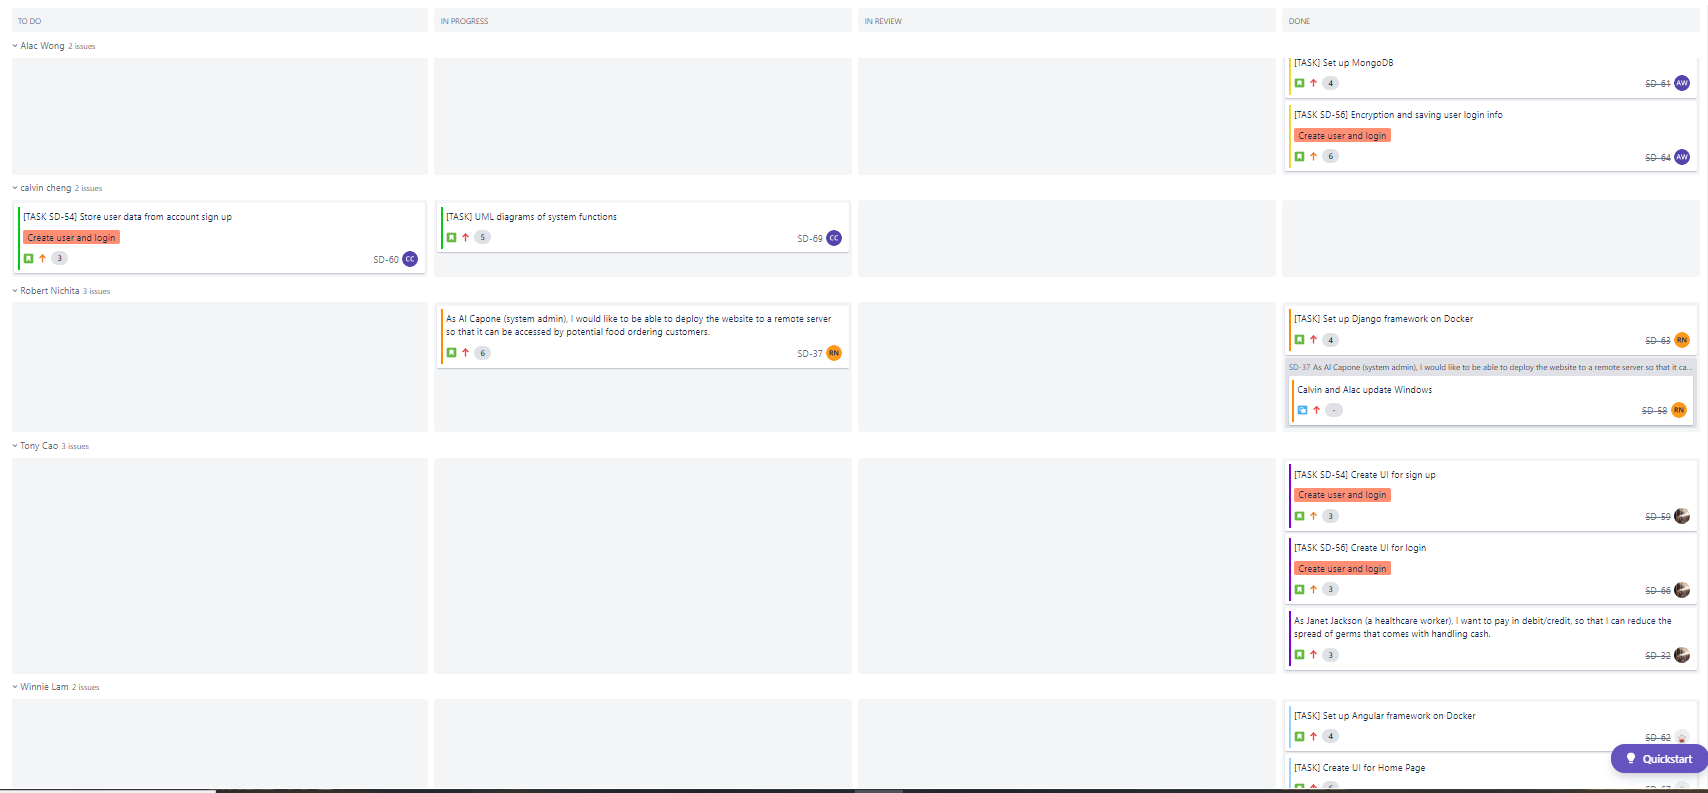 TO DO
IN PROGRESS
IN REVIEW
DONE
Alac Wong 2 issues
[TASK] Set up MongoDB
4
SD-61 AW
[TASK SD-56] Encryption and saving user login info
Create user and login
6
SD-64 AW
calvin cheng 2 issues
[TASK SD-54] Store user data from account sign up
Create user and login
3
SD-60 CC
[TASK] UML diagrams of system functions
5
SD-69 CC
Robert Nichita 3 issues
As Al Capone (system admin), I would like to be able to deploy the website to a remote server
so that it can be accessed by potential food ordering customers.
6
SD-37 RN
[TASK] Set up Django framework on Docker
4
SD-63 RN
SD-37 As Al Capone (system admin), I would like to be able to deploy the website to a remote server so that it ca...
Calvin and Alac update Windows
-
SD-58 RN
Tony Cao 3 issues
[TASK SD-54] Create UI for sign up
Create user and login
3
SD-59
[TASK SD-56] Create UI for login
Create user and login
3
SD-66
As Janet Jackson (a healthcare worker), I want to pay in debit/credit, so that I can reduce the
spread of germs that comes with handling cash.
3
SD-32
Winnie Lam 2 issues
[TASK] Set up Angular framework on Docker
4
SD-62
Quickstart
[TASK] Create UI for Home Page